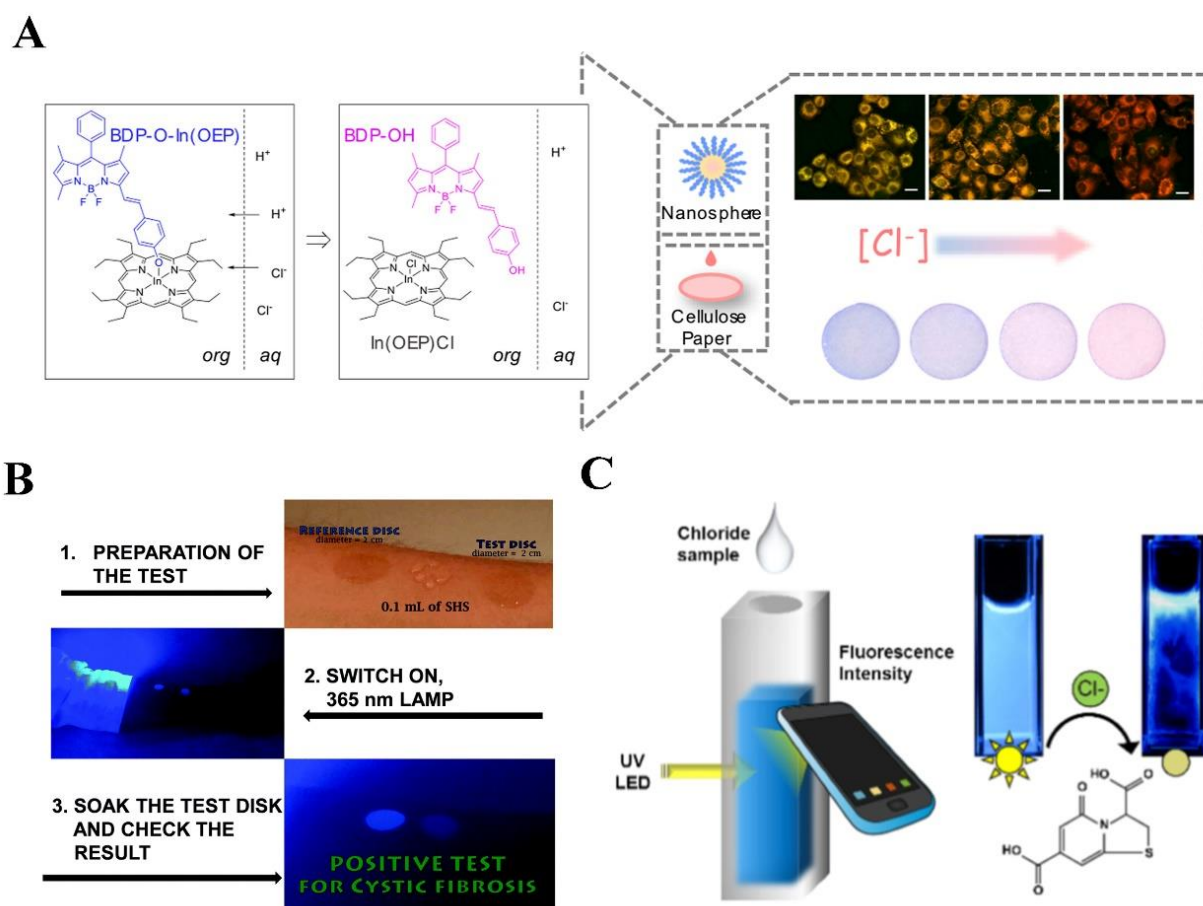 A
BDP-O-In(OEP)
H⁺
H⁺
Cl⁻
Cl⁻
B
N
N
F F
O
In
N
N
N
N
org
aq
⇒
BDP-OH
H⁺
Cl⁻
B
N
N
F F
OH
Cl
In
N
N
N
N
In(OEP)Cl
org
aq
Nanosphere
Cellulose
Paper
[Cl⁻]
B
1. PREPARATION OF
THE TEST
REFERENCE DISC
diameter = 2 cm
TEST DISC
diameter = 2 cm
0.1 mL of SHS
2. SWITCH ON,
365 nm LAMP
3. SOAK THE TEST DISK
AND CHECK THE
RESULT
POSITIVE TEST
FOR CYSTIC FIBROSIS
C
Chloride
sample
Fluorescence
Intensity
UV
LED
Cl-
HO
O
O
N
HO
S
O